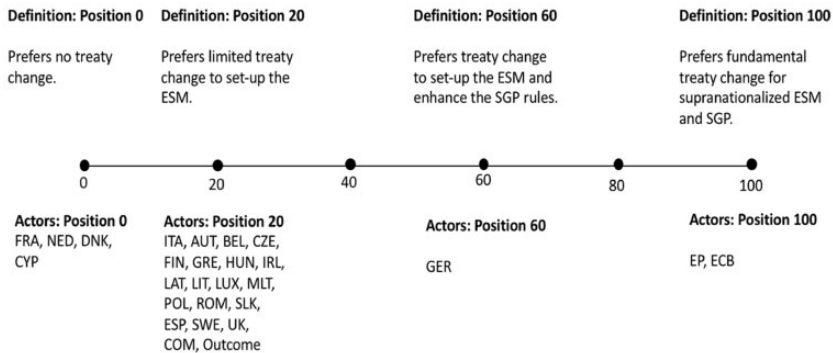 Definition: Position 0
Prefers no treaty
change.
Definition: Position 20
Prefers limited treaty
change to set-up the
ESM.
Definition: Position 60
Prefers treaty change
to set-up the ESM and
enhance the SGP rules.
Definition: Position 100
Prefers fundamental
treaty change for
supranationalized ESM
and SGP.
0
20
40
60
80
100
Actors: Position 0
FRA, NED, DNK,
CYP
Actors: Position 20
ITA, AUT, BEL, CZE,
FIN, GRE, HUN, IRL,
LAT, LIT, LUX, MLT,
POL, ROM, SLK,
ESP, SWE, UK,
COM, Outcome
Actors: Position 60
GER
Actors: Position 100
EP, ECB